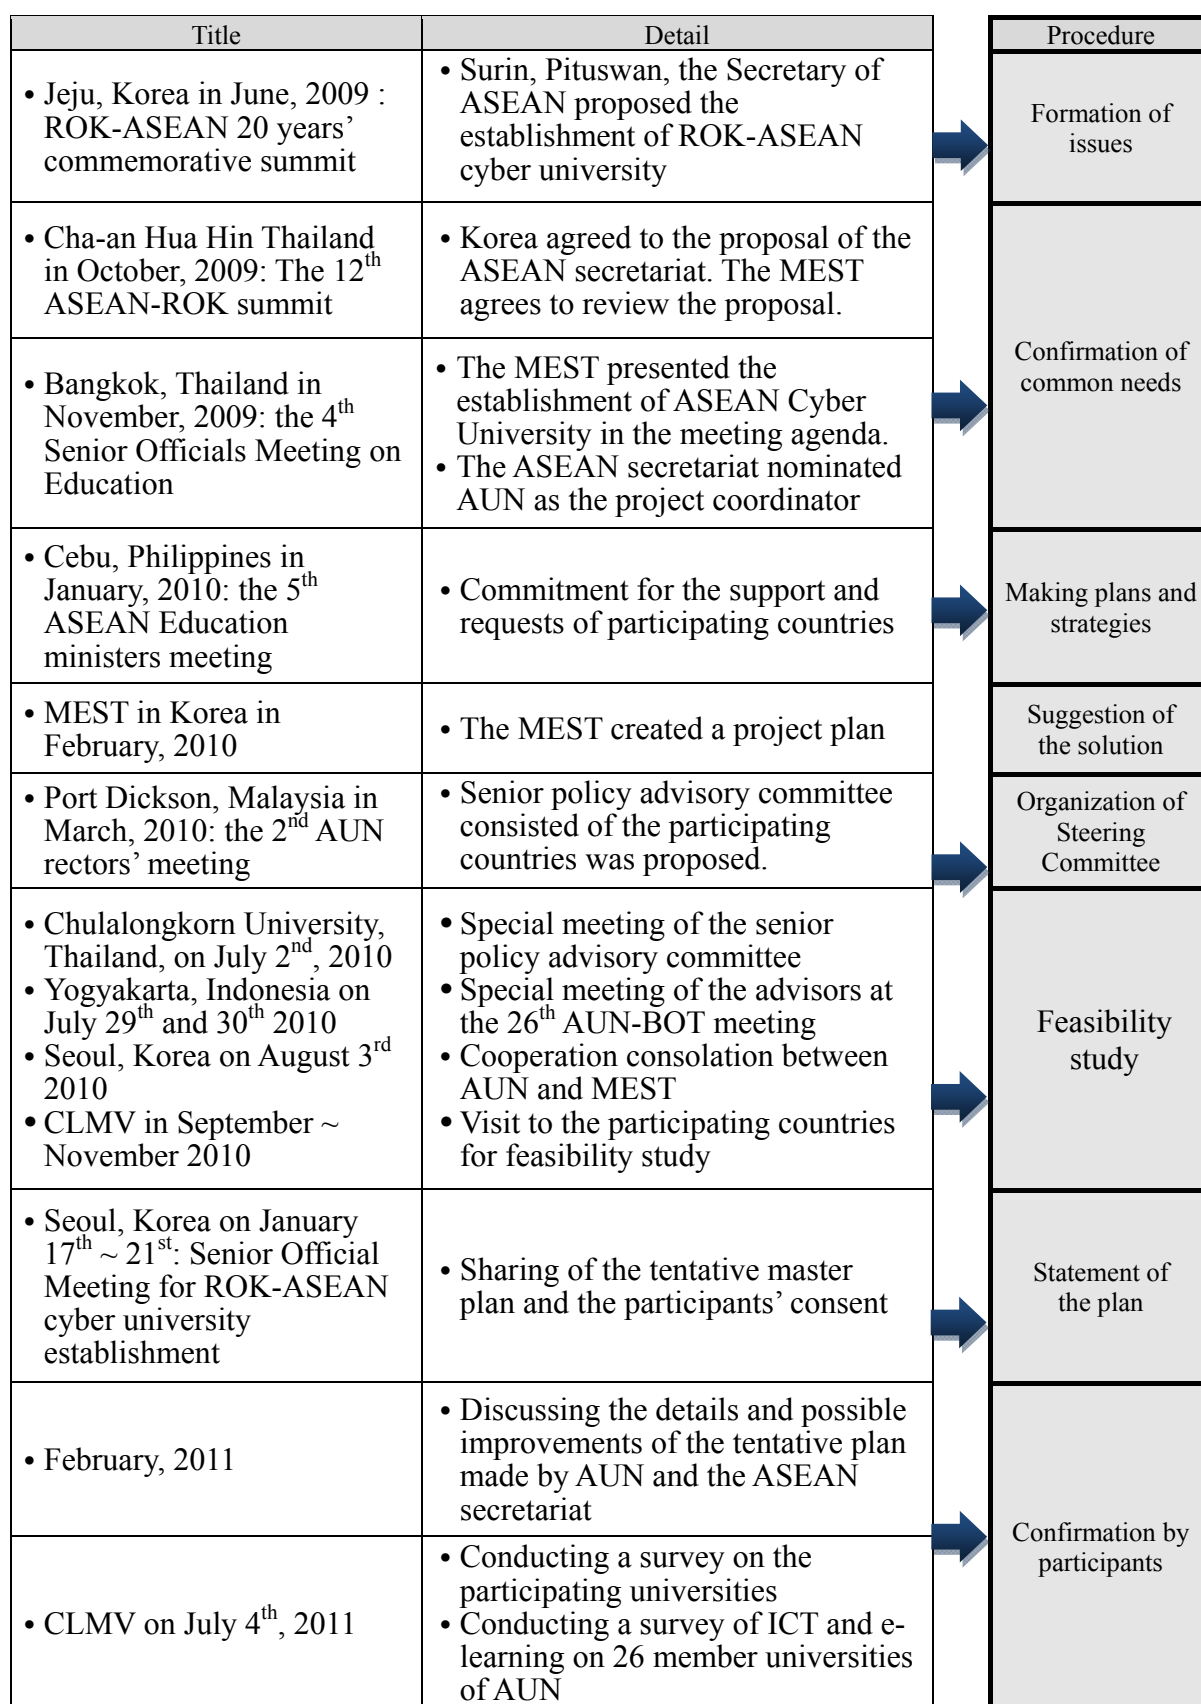 Title
Detail
Procedure
• Jeju, Korea in June, 2009 :
ROK-ASEAN 20 years’
commemorative summit
• Surin, Pituswan, the Secretary of
ASEAN proposed the
establishment of ROK-ASEAN
cyber university
Formation of
issues
• Cha-an Hua Hin Thailand
in October, 2009: The 12th
ASEAN-ROK summit
• Korea agreed to the proposal of the
ASEAN secretariat. The MEST
agrees to review the proposal.
• Bangkok, Thailand in
November, 2009: the 4th
Senior Officials Meeting on
Education
• The MEST presented the
establishment of ASEAN Cyber
University in the meeting agenda.
• The ASEAN secretariat nominated
AUN as the project coordinator
Confirmation of
common needs
• Cebu, Philippines in
January, 2010: the 5th
ASEAN Education
ministers meeting
• Commitment for the support and
requests of participating countries
Making plans and
strategies
• MEST in Korea in
February, 2010
• The MEST created a project plan
Suggestion of
the solution
• Port Dickson, Malaysia in
March, 2010: the 2nd AUN
rectors’ meeting
• Senior policy advisory committee
consisted of the participating
countries was proposed.
Organization of
Steering
Committee
• Chulalongkorn University,
Thailand, on July 2nd, 2010
• Yogyakarta, Indonesia on
July 29th and 30th 2010
• Seoul, Korea on August 3rd
2010
• CLMV in September ~
November 2010
• Special meeting of the senior
policy advisory committee
• Special meeting of the advisors at
the 26th AUN-BOT meeting
• Cooperation consolation between
AUN and MEST
• Visit to the participating countries
for feasibility study
Feasibility
study
• Seoul, Korea on January
17th ~ 21st: Senior Official
Meeting for ROK-ASEAN
cyber university
establishment
• Sharing of the tentative master
plan and the participants’ consent
Statement of
the plan
• February, 2011
• Discussing the details and possible
improvements of the tentative plan
made by AUN and the ASEAN
secretariat
• CLMV on July 4th, 2011
• Conducting a survey on the
participating universities
• Conducting a survey of ICT and e-
learning on 26 member universities
of AUN
Confirmation by
participants